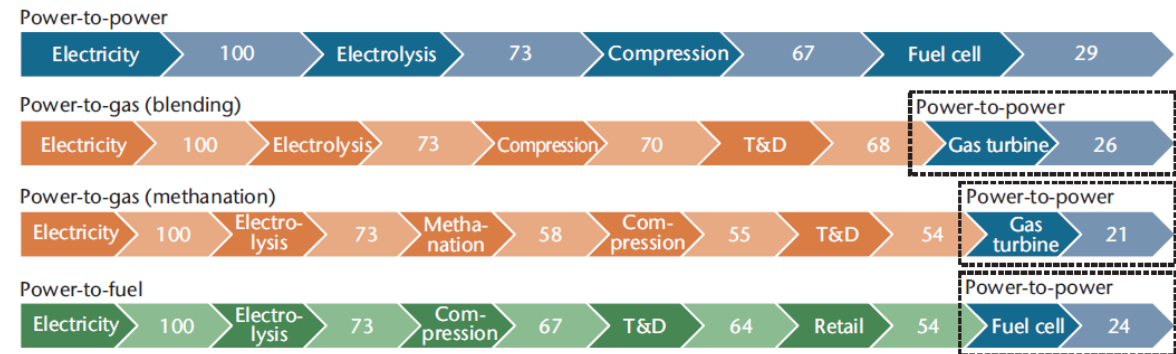 Power-to-power
Electricity 100 Electrolysis 73 Compression 67 Fuel cell 29
Power-to-gas (blending)
Power-to-power
Electricity 100 Electrolysis 73 Compression 70 T&D 68 Gas turbine 26
Power-to-gas (methanation)
Power-to-power
Electricity 100 Electro-
lysis 73 Metha-
nation 58 Com-
pression 55 T&D 54 Gas
turbine 21
Power-to-fuel
Power-to-power
Electricity 100 Electro-
lysis 73 Com-
pression 67 T&D 64 Retail 54 Fuel cell 24